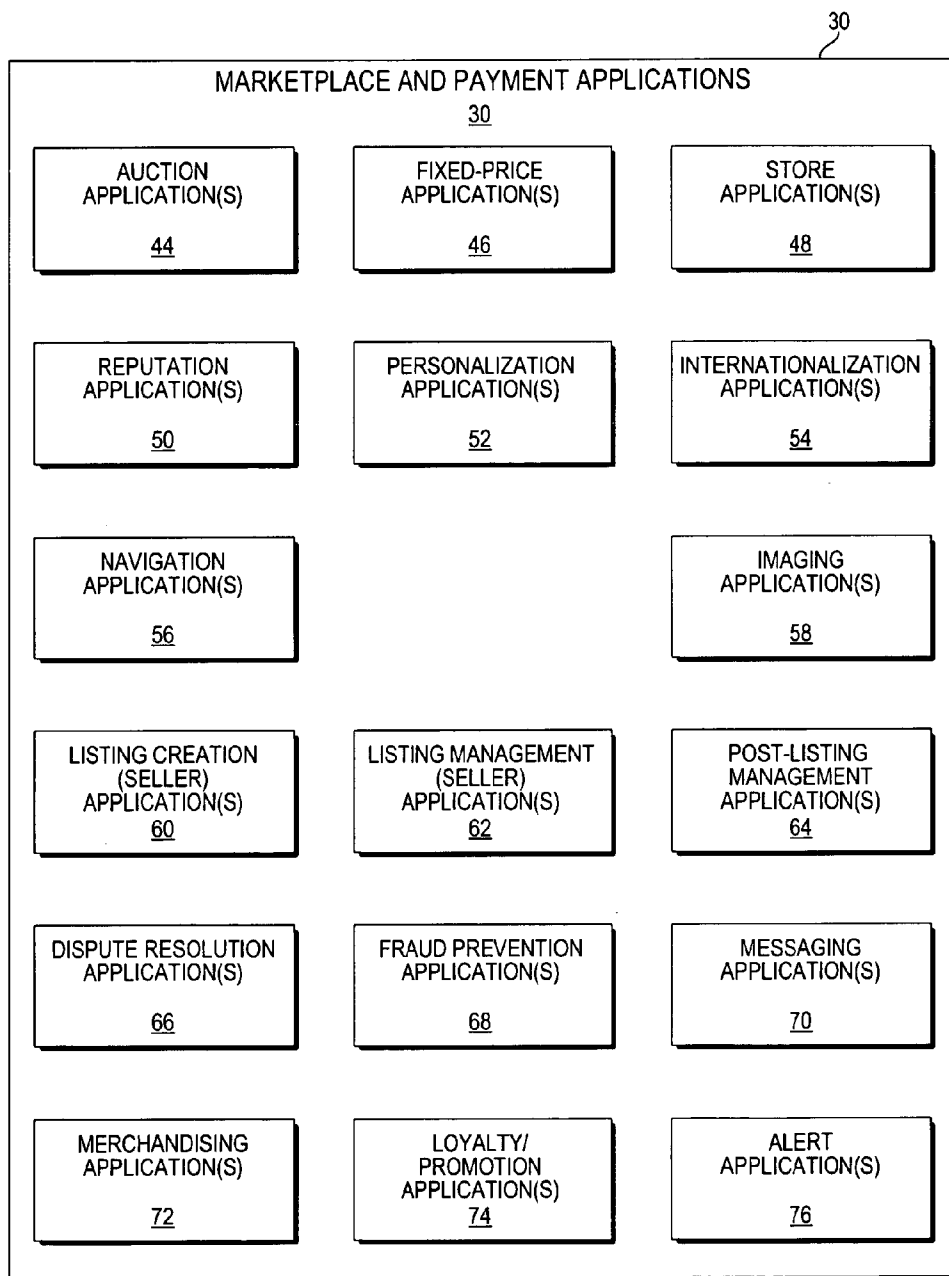 30
MARKETPLACE AND PAYMENT APPLICATIONS
30
AUCTION
APPLICATION(S)
44
FIXED-PRICE
APPLICATION(S)
46
STORE
APPLICATION(S)
48
REPUTATION
APPLICATION(S)
50
PERSONALIZATION
APPLICATION(S)
52
INTERNATIONALIZATION
APPLICATION(S)
54
NAVIGATION
APPLICATION(S)
56
IMAGING
APPLICATION(S)
58
LISTING CREATION
(SELLER)
APPLICATION(S)
60
LISTING MANAGEMENT
(SELLER)
APPLICATION(S)
62
POST-LISTING
MANAGEMENT
APPLICATION(S)
64
DISPUTE RESOLUTION
APPLICATION(S)
66
FRAUD PREVENTION
APPLICATION(S)
68
MESSAGING
APPLICATION(S)
70
MERCHANDISING
APPLICATION(S)
72
LOYALTY/
PROMOTION
APPLICATION(S)
74
ALERT
APPLICATION(S)
76